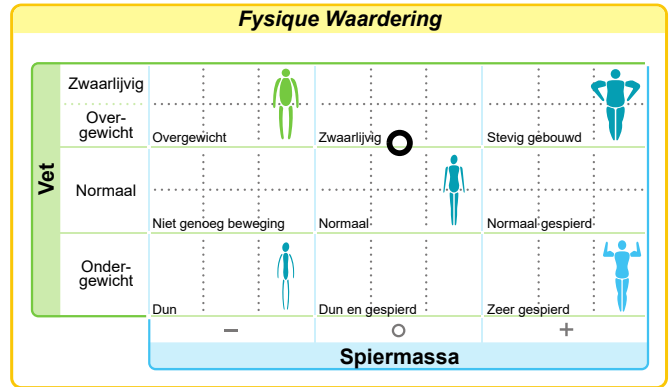 Fysique Waardering
Zwaarlijvig
Over-
gewicht
Overgewicht
Zwaarlijvig
Stevig gebouwd
Vet
Normaal
Niet genoeg beweging
Normaal
Normaal gespierd
Onder-
gewicht
Dun
Dun en gespierd
Zeer gespierd
– ○ +
Spiermassa